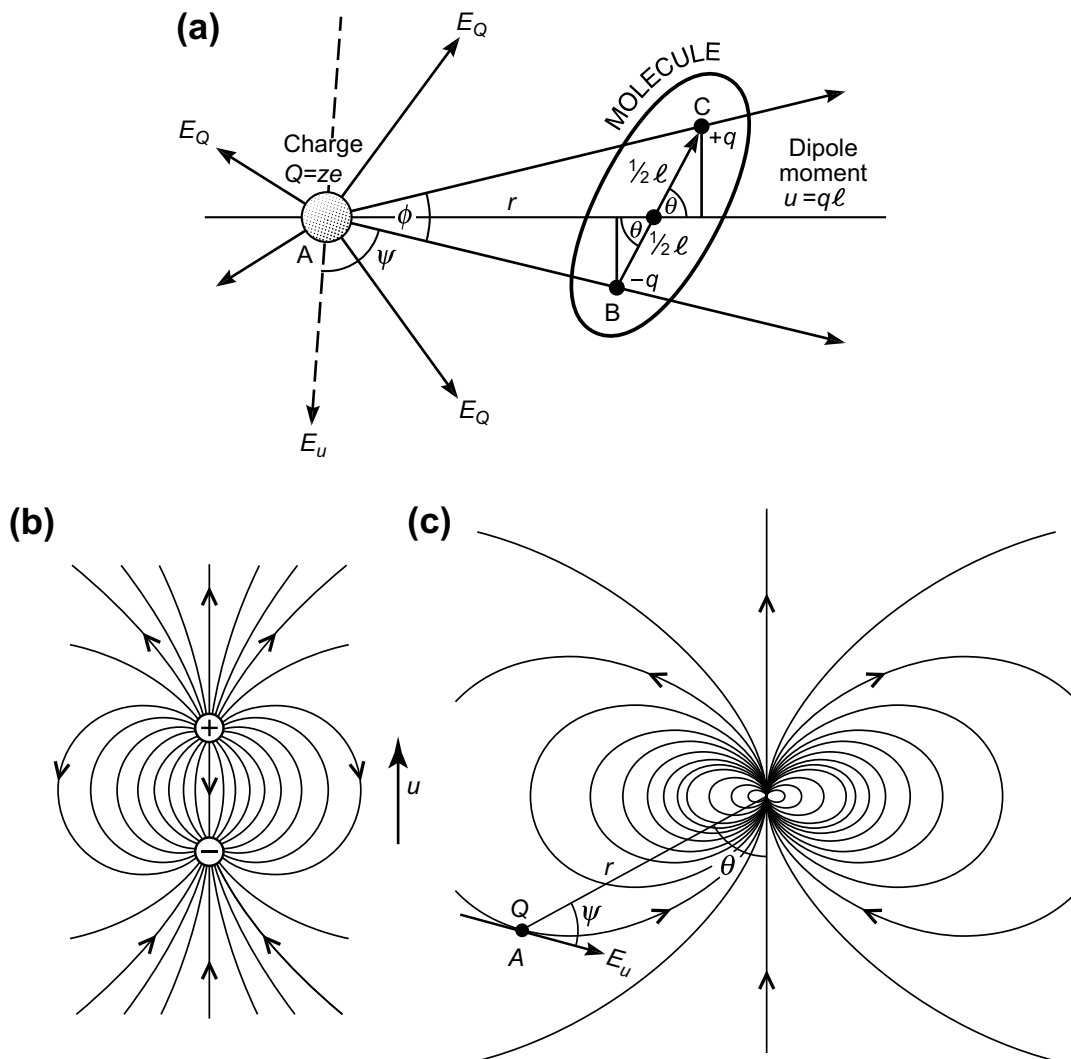 (a)
E_Q
E_Q
Charge
Q=ze
A
ϕ
ψ
r
E_u
E_Q
MOLECULE
C
+q
½ℓ
θ
θ
½ℓ
−q
B
Dipole
moment
u=qℓ
(b)
+
−
u
(c)
r
θ
Q
A
ψ
E_u